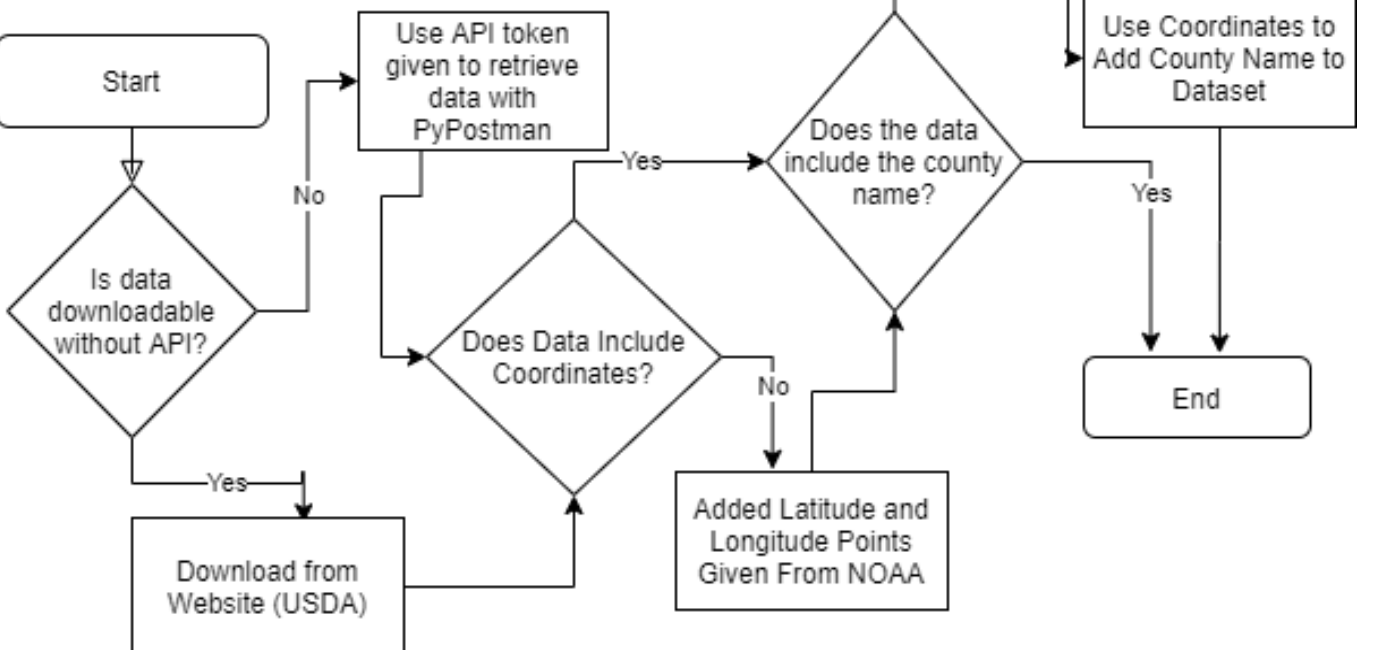 Start
Is data
downloadable
without API?
No
Use API token
given to retrieve
data with
PyPostman
Yes
Download from
Website (USDA)
Does Data Include
Coordinates?
Yes
No
Added Latitude and
Longitude Points
Given From NOAA
Does the data
include the county
name?
Yes
Use Coordinates to
Add County Name to
Dataset
End